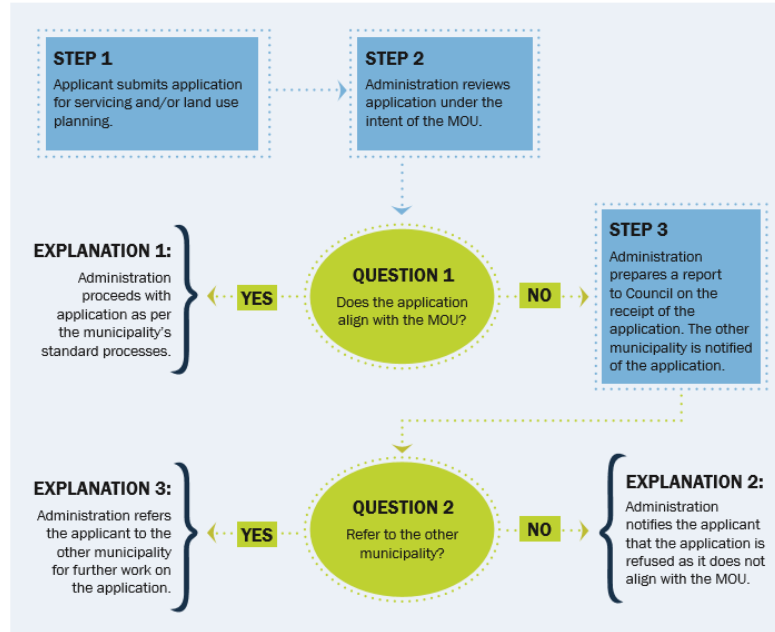 STEP 1
Applicant submits application
for servicing and/or land use
planning.
STEP 2
Administration reviews
application under the
intent of the MOU.
EXPLANATION 1:
Administration
proceeds with
application as per
the municipality's
standard processes.
YES
QUESTION 1
Does the application
align with the MOU?
NO
STEP 3
Administration
prepares a report
to Council on the
receipt of the
application. The other
municipality is notified
of the application.
EXPLANATION 3:
Administration refers
the applicant to the
other municipality
for further work on
the application.
YES
QUESTION 2
Refer to the other
municipality?
NO
EXPLANATION 2:
Administration
notifies the applicant
that the application is
refused as it does not
align with the MOU.